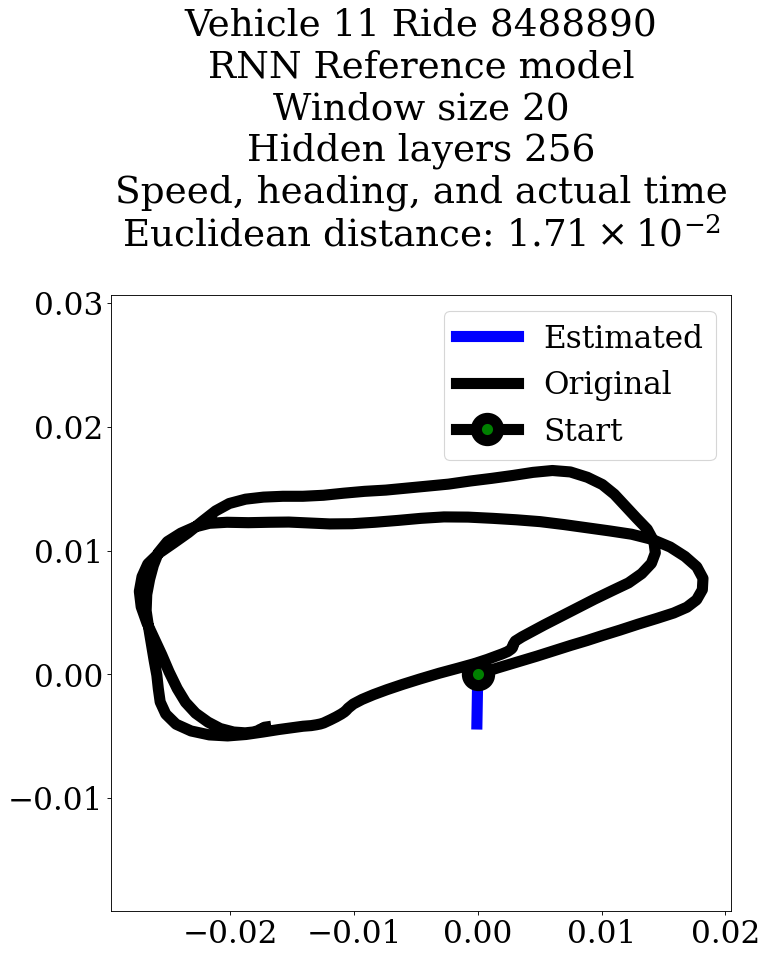 Vehicle 11 Ride 8488890
RNN Reference model
Window size 20
Hidden layers 256
Speed, heading, and actual time
Euclidean distance: 1.71 × 10⁻²
0.03
0.02
0.01
0.00
−0.01
Estimated
Original
Start
−0.02 −0.01 0.00 0.01 0.02